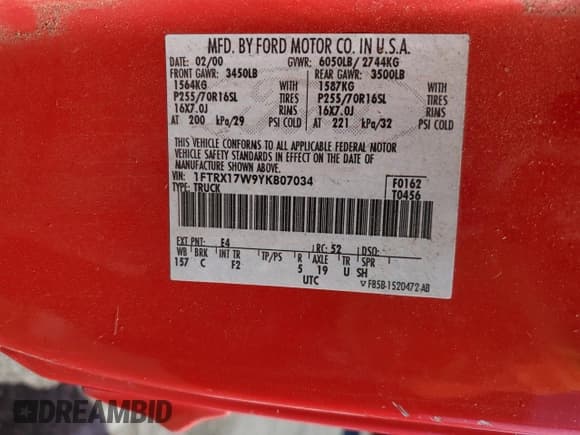 MFD. BY FORD MOTOR CO. IN U.S.A.
DATE: 02/00 GVWR: 6050LB/ 2744KG
FRONT GAWR: 3450LB REAR GAWR: 3500LB
1564KG WITH 1587KG WITH
P255/70R16SL TIRES P255/70R16SL TIRES
16X7.0J RIMS 16X7.0J RIMS
AT 200 kPa/29 PSI COLD AT 221 kPa/32 PSI COLD
THIS VEHICLE CONFORMS TO ALL APPLICABLE FEDERAL MOTOR
VEHICLE SAFETY STANDARDS IN EFFECT ON THE DATE OF
MANUFACTURE SHOWN ABOVE.
VIN: 1FTRX17W9YKB07034 F0162
TYPE: TRUCK T0456
EXT PNT: E4 RC: 52 DSO:
WB BRK INT TR TP/PS R AXLE TR SPR
157 C F2 5 19 U SH
UTC ▽ F85B-1520472-AB
DREAMBID